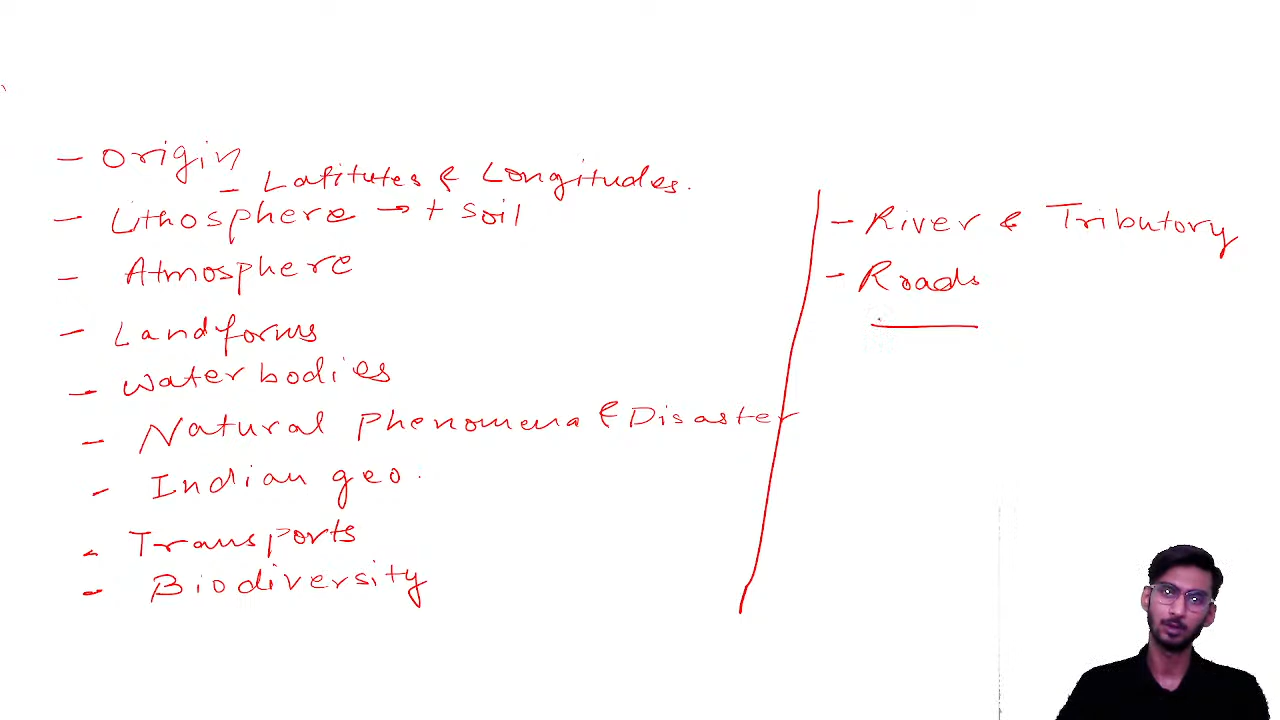 - Origin
- Latitutes & Longitudes.
- Lithosphere → + Soil
- Atmosphere
- Landforms
- Water bodies
- Natural Phenomena & Disaster
- Indian geo.
- Transports
- Biodiversity
- River & Tributory
- Roads